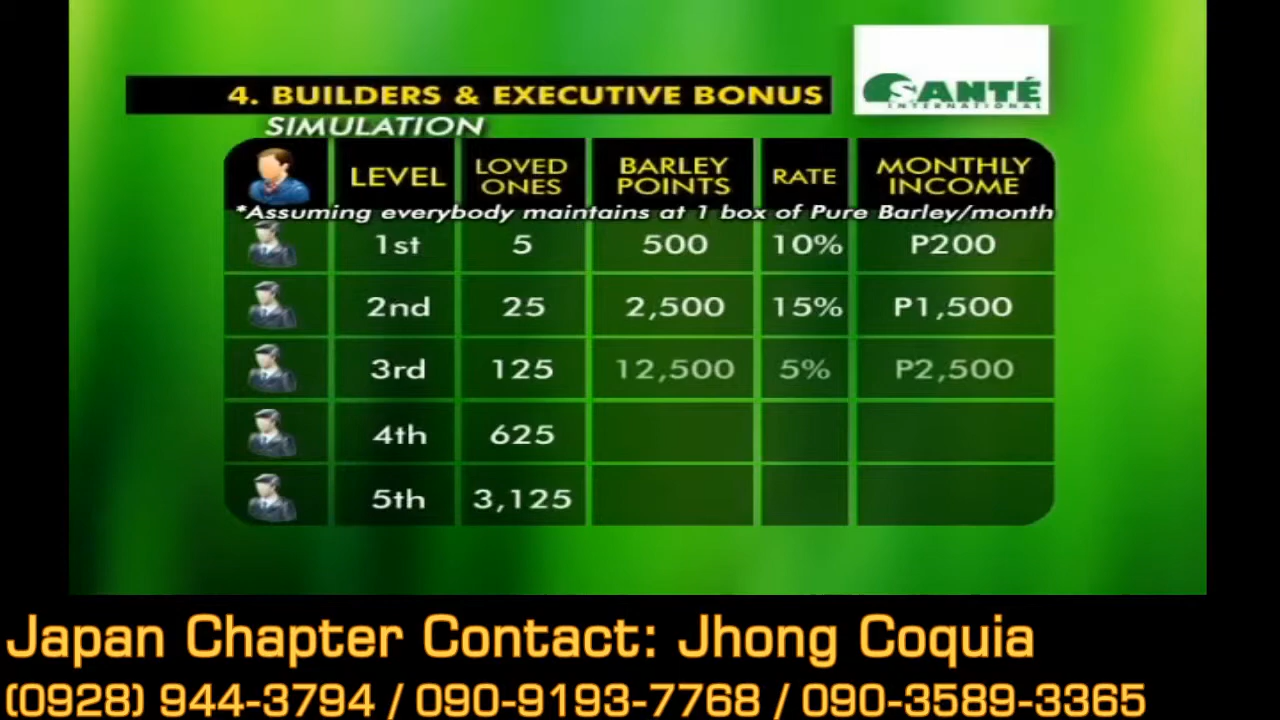 SANTÉ
INTERNATIONAL
4. BUILDERS & EXECUTIVE BONUS
SIMULATION
LEVEL LOVED ONES BARLEY POINTS RATE MONTHLY INCOME
*Assuming everybody maintains at 1 box of Pure Barley/month
1st 5 500 10% P200
2nd 25 2,500 15% P1,500
3rd 125 12,500 5% P2,500
4th 625
5th 3,125
Japan Chapter Contact: Jhong Coquia
(0928) 944-3794 / 090-9193-7768 / 090-3589-3365